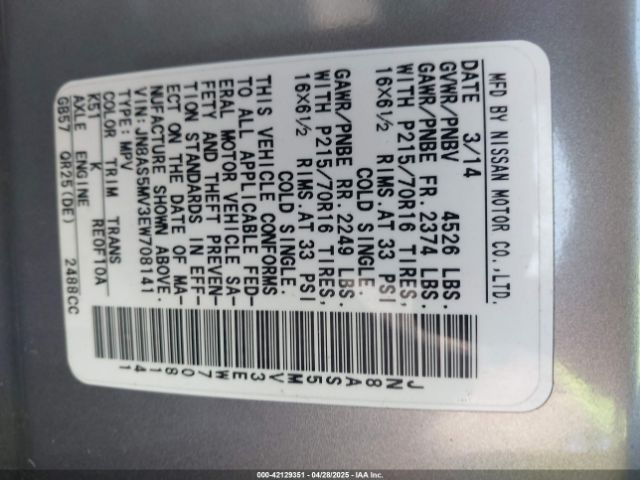 MFD BY NISSAN MOTOR CO.,LTD.
DATE 3/14
GVWR/PNBV 4526 LBS.
GAWR/PNBE FR. 2374 LBS.
WITH P215/70R16 TIRES,
16X6½ RIMS.AT 33 PSI
COLD SINGLE.
GAWR/PNBE RR. 2249 LBS.
WITH P215/70R16 TIRES,
16X6½ RIMS.AT 33 PSI
COLD SINGLE.
THIS VEHICLE CONFORMS
TO ALL APPLICABLE FED-
ERAL MOTOR VEHICLE SA-
FETY AND THEFT PREVEN-
TION STANDARDS IN EFF-
ECT ON THE DATE OF MA-
NUFACTURE SHOWN ABOVE.
VIN:JN8AS5MV3EW708141
TYPE:MPV
COLOR TRIM TRANS
K51 K RE0F10A
AXLE ENGINE
GB57 QR25(DE) 2488CC
JN8AS5MV3EW708141
000-42129351 | 04/28/2025 | IAA Inc.